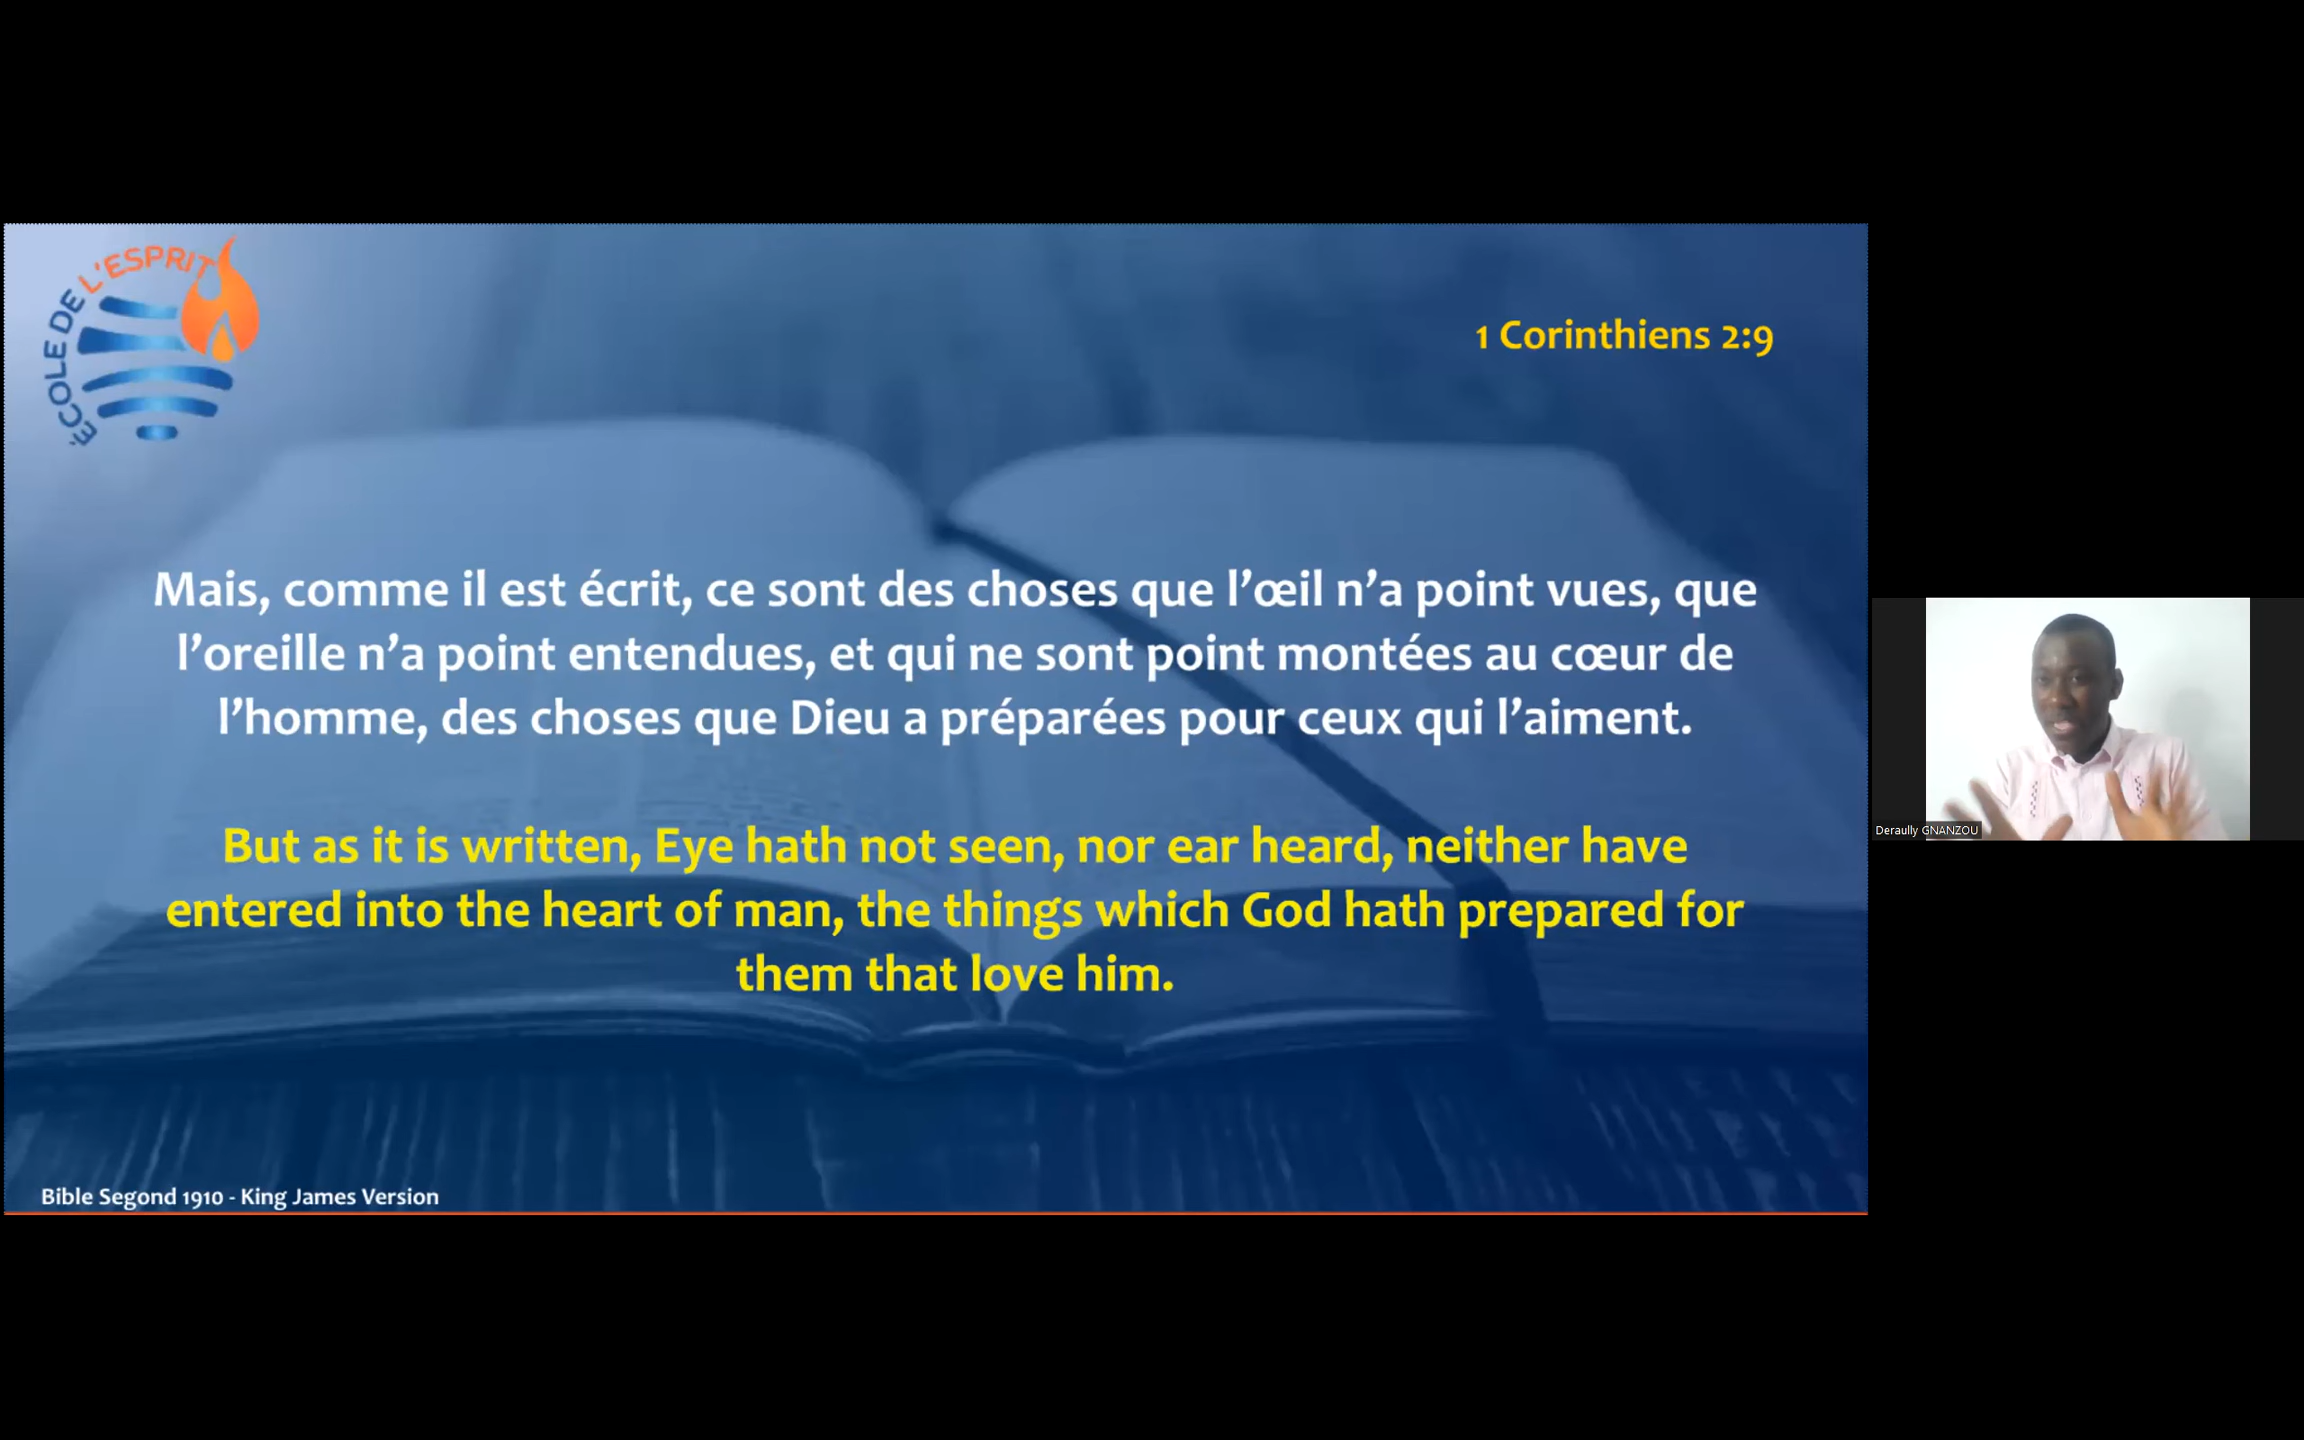 ÉCOLE DE L'ESPRIT
1 Corinthiens 2:9
Mais, comme il est écrit, ce sont des choses que l’œil n’a point vues, que
l’oreille n’a point entendues, et qui ne sont point montées au cœur de
l’homme, des choses que Dieu a préparées pour ceux qui l’aiment.
But as it is written, Eye hath not seen, nor ear heard, neither have
entered into the heart of man, the things which God hath prepared for
them that love him.
Bible Segond 1910 - King James Version
Deraully GNANZOU